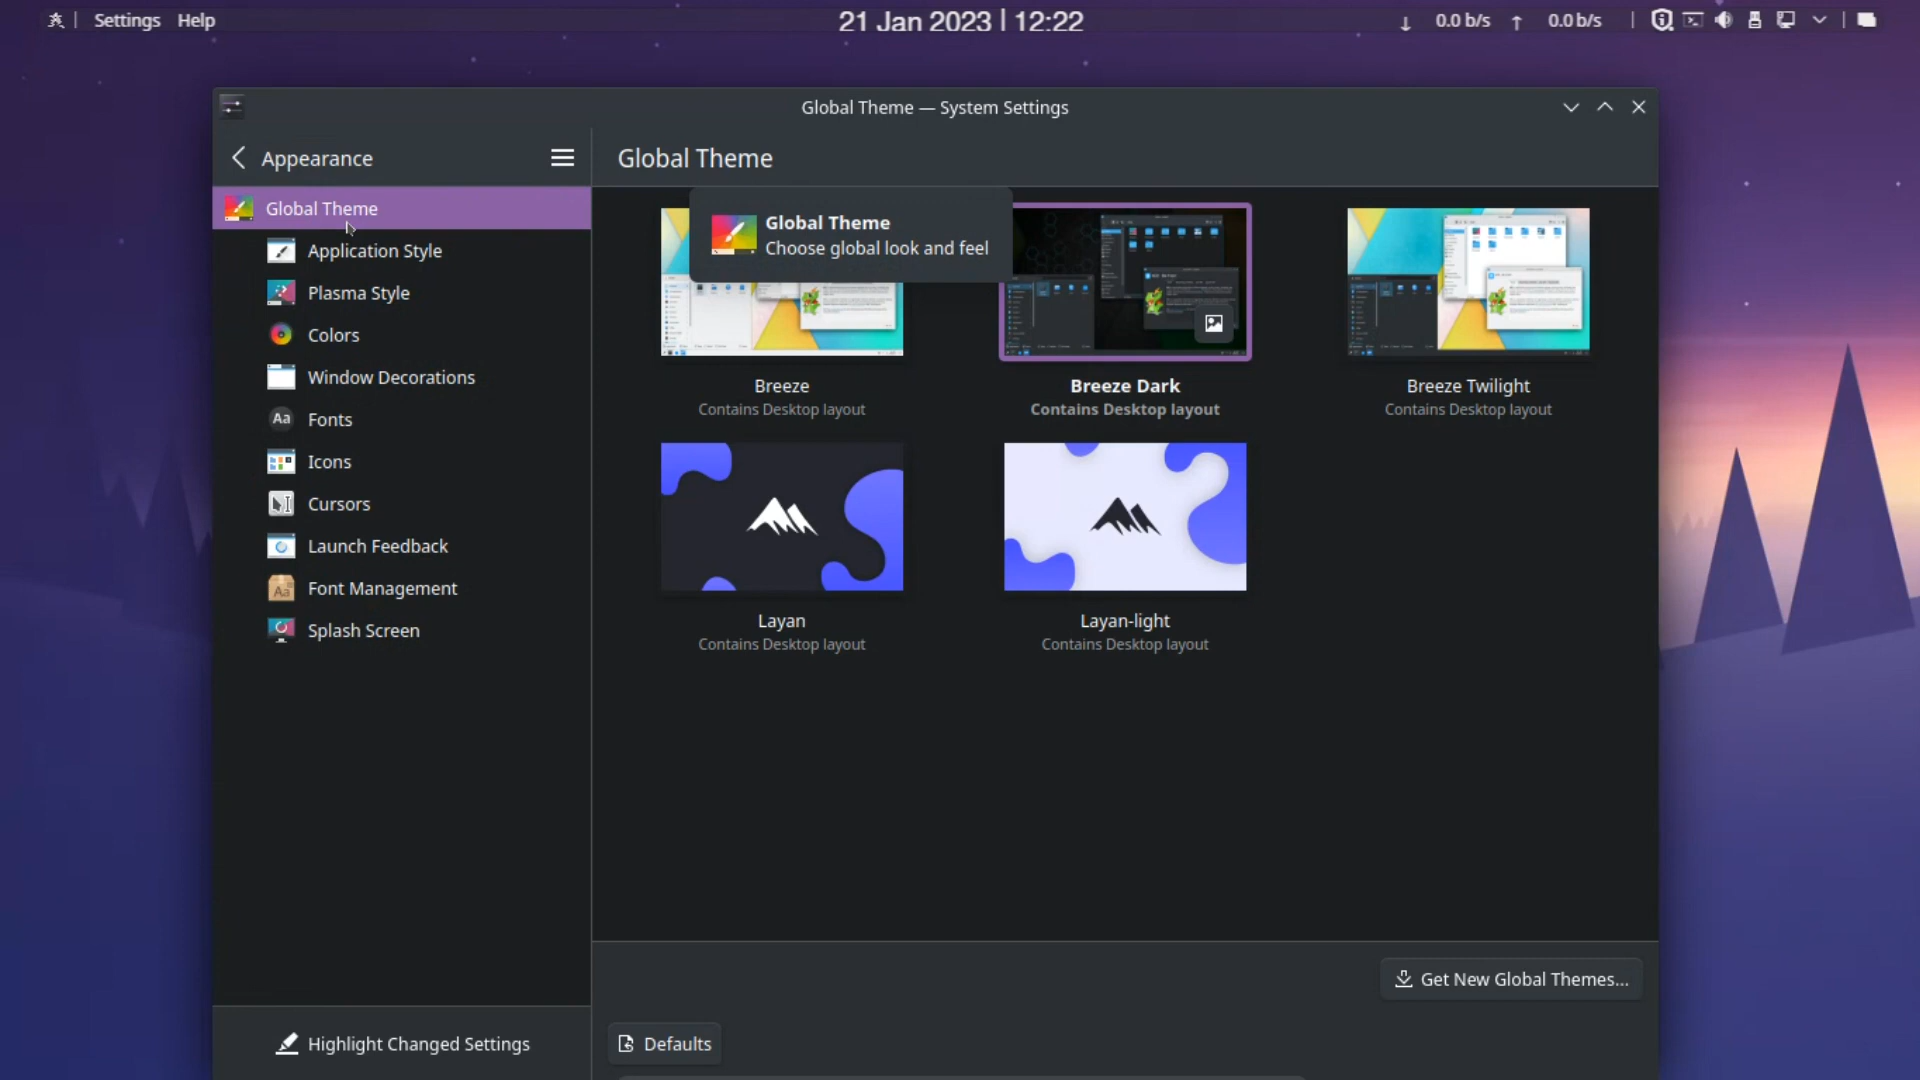 Settings Help
21 Jan 2023 | 12:22
↓ 0.0 b/s ↑ 0.0 b/s
Global Theme — System Settings
Appearance
Global Theme
Global Theme
Application Style
Plasma Style
Colors
Window Decorations
Fonts
Icons
Cursors
Launch Feedback
Font Management
Splash Screen
Highlight Changed Settings
Global Theme
Choose global look and feel
Breeze
Contains Desktop layout
Breeze Dark
Contains Desktop layout
Breeze Twilight
Contains Desktop layout
Layan
Contains Desktop layout
Layan-light
Contains Desktop layout
Get New Global Themes...
Defaults